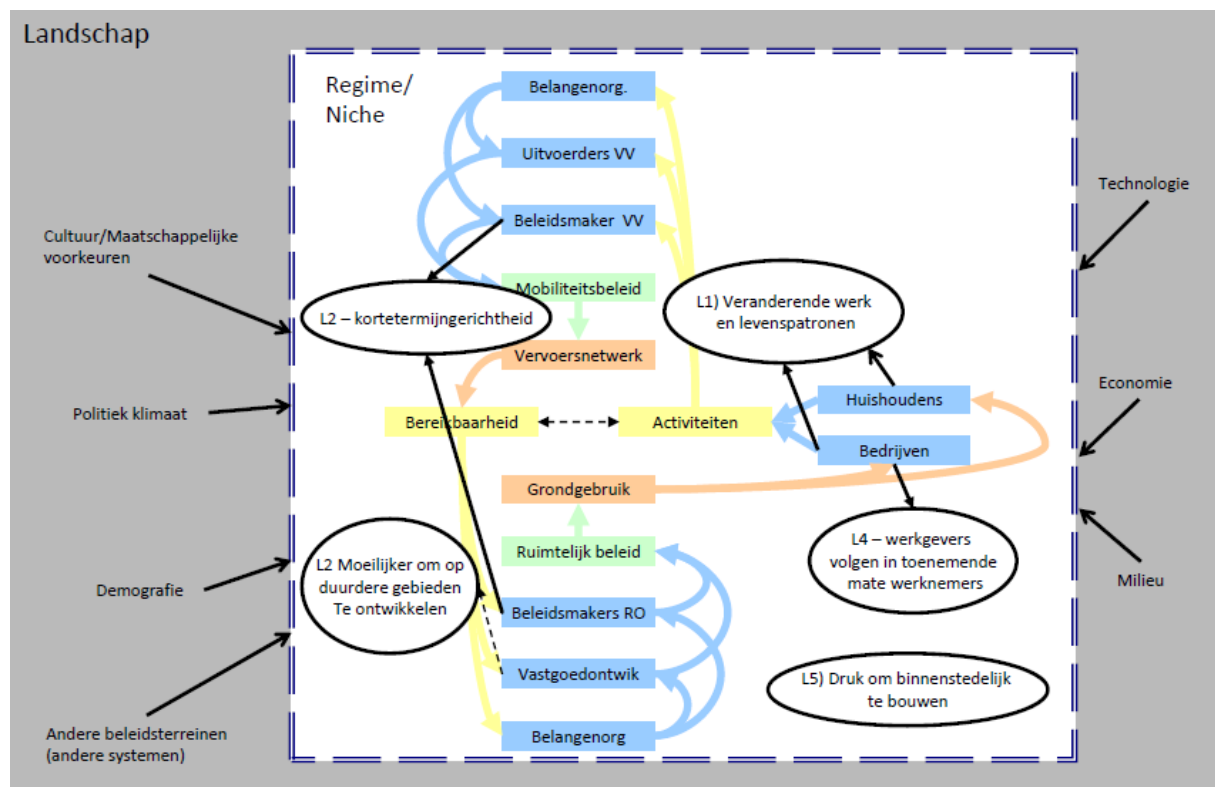 Landschap
Regime/
Niche
Belangenorg.
Uitvoerders VV
Beleidsmaker VV
Mobiliteitsbeleid
L2 – kortetermijngerichtheid
L1) Veranderende werk
en levenspatronen
Vervoersnetwerk
Huishoudens
Bereikbaarheid
Activiteiten
Bedrijven
Grondgebruik
Ruimtelijk beleid
L4 – werkgevers
volgen in toenemende
mate werknemers
L2 Moeilijker om op
duurdere gebieden
Te ontwikkelen
Beleidsmakers RO
Vastgoedontwik
L5) Druk om binnenstedelijk
te bouwen
Belangenorg
Cultuur/Maatschappelijke
voorkeuren
Politiek klimaat
Demografie
Andere beleidsterreinen
(andere systemen)
Technologie
Economie
Milieu